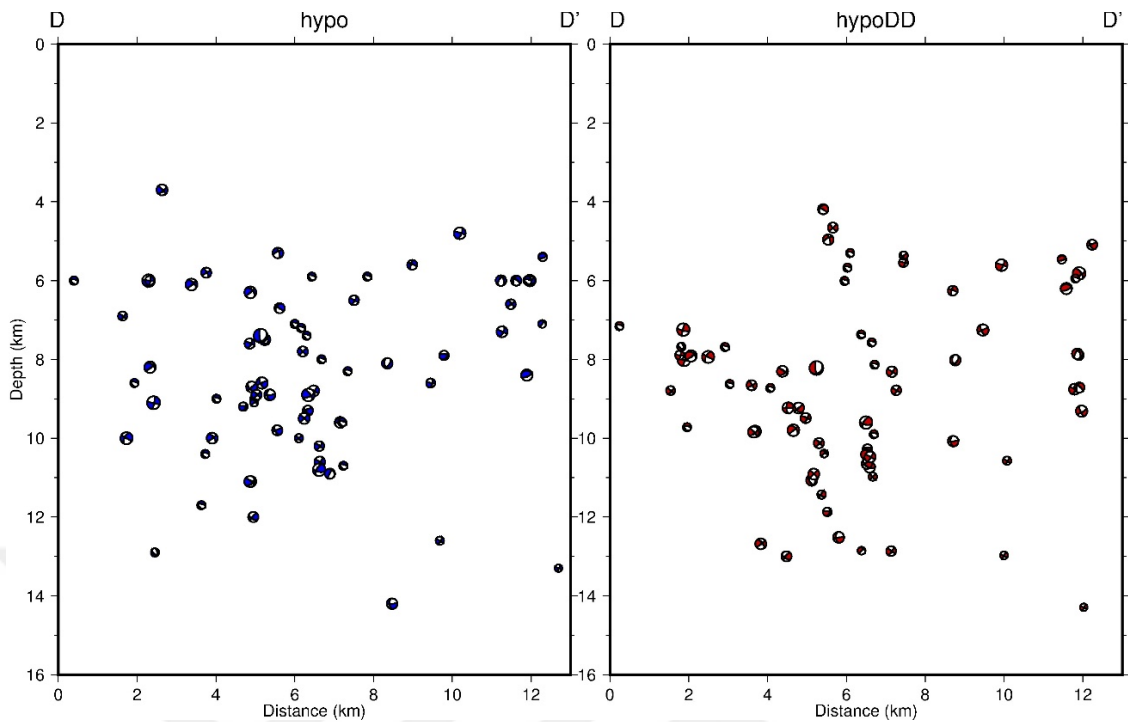 D hypo D’ D hypoDD D’
0 0
2 2
4 4
6 6
8 8
10 10
12 12
14 14
16 16
Depth (km)
0 2 4 6 8 10 12 0 2 4 6 8 10 12
Distance (km) Distance (km)